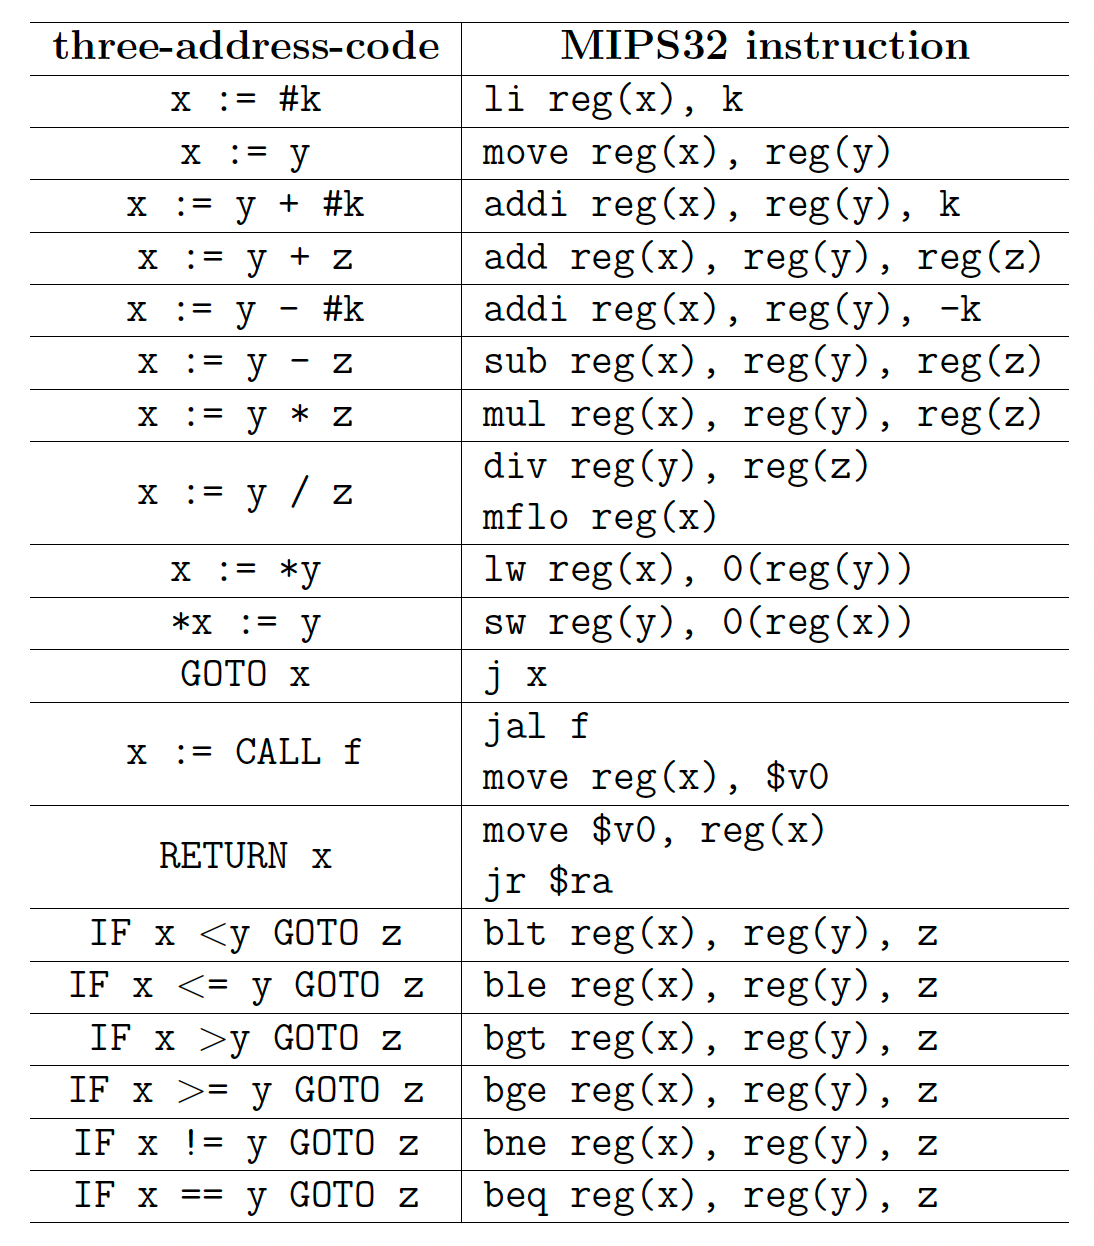 three-address-code MIPS32 instruction
x := #k li reg(x), k
x := y move reg(x), reg(y)
x := y + #k addi reg(x), reg(y), k
x := y + z add reg(x), reg(y), reg(z)
x := y - #k addi reg(x), reg(y), -k
x := y - z sub reg(x), reg(y), reg(z)
x := y * z mul reg(x), reg(y), reg(z)
x := y / z div reg(y), reg(z)
mflo reg(x)
x := *y lw reg(x), 0(reg(y))
*x := y sw reg(y), 0(reg(x))
GOTO x j x
x := CALL f jal f
move reg(x), $v0
RETURN x move $v0, reg(x)
jr $ra
IF x <y GOTO z blt reg(x), reg(y), z
IF x <= y GOTO z ble reg(x), reg(y), z
IF x >y GOTO z bgt reg(x), reg(y), z
IF x >= y GOTO z bge reg(x), reg(y), z
IF x != y GOTO z bne reg(x), reg(y), z
IF x == y GOTO z beq reg(x), reg(y), z